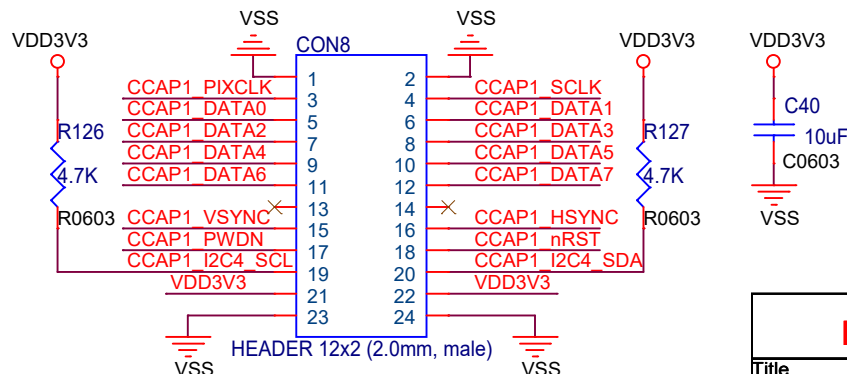 VSS VSS
VDD3V3 CON8 VDD3V3 VDD3V3
1 2
CCAP1_PIXCLK 3 4 CCAP1_SCLK
CCAP1_DATA0 5 6 CCAP1_DATA1 C40
R126 CCAP1_DATA2 7 8 CCAP1_DATA3 R127 10uF
CCAP1_DATA4 9 10 CCAP1_DATA5 C0603
4.7K CCAP1_DATA6 11 12 CCAP1_DATA7 4.7K
13 14
R0603 CCAP1_VSYNC 15 16 CCAP1_HSYNC R0603 VSS
CCAP1_PWDN 17 18 CCAP1_nRST
CCAP1_I2C4_SCL 19 20 CCAP1_I2C4_SDA
VDD3V3 21 22 VDD3V3
23 24
HEADER 12x2 (2.0mm, male)
VSS VSS
Title